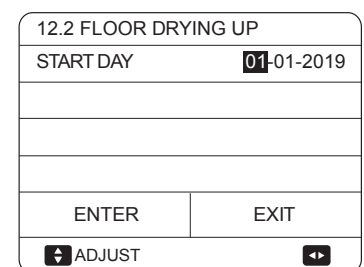 12.2 FLOOR DRYING UP
START DAY 01-01-2019
ENTER EXIT
ADJUST